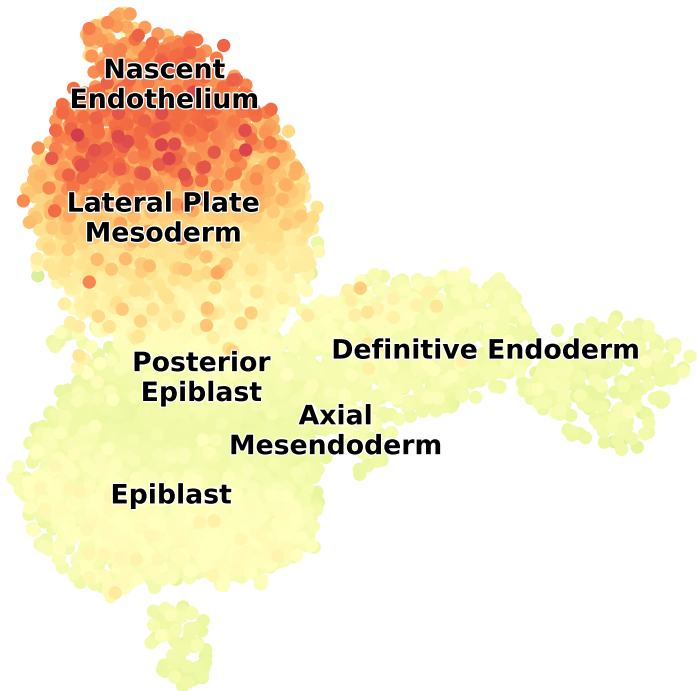 Nascent
Endothelium
Lateral Plate
Mesoderm
Definitive Endoderm
Posterior
Epiblast
Axial
Mesendoderm
Epiblast